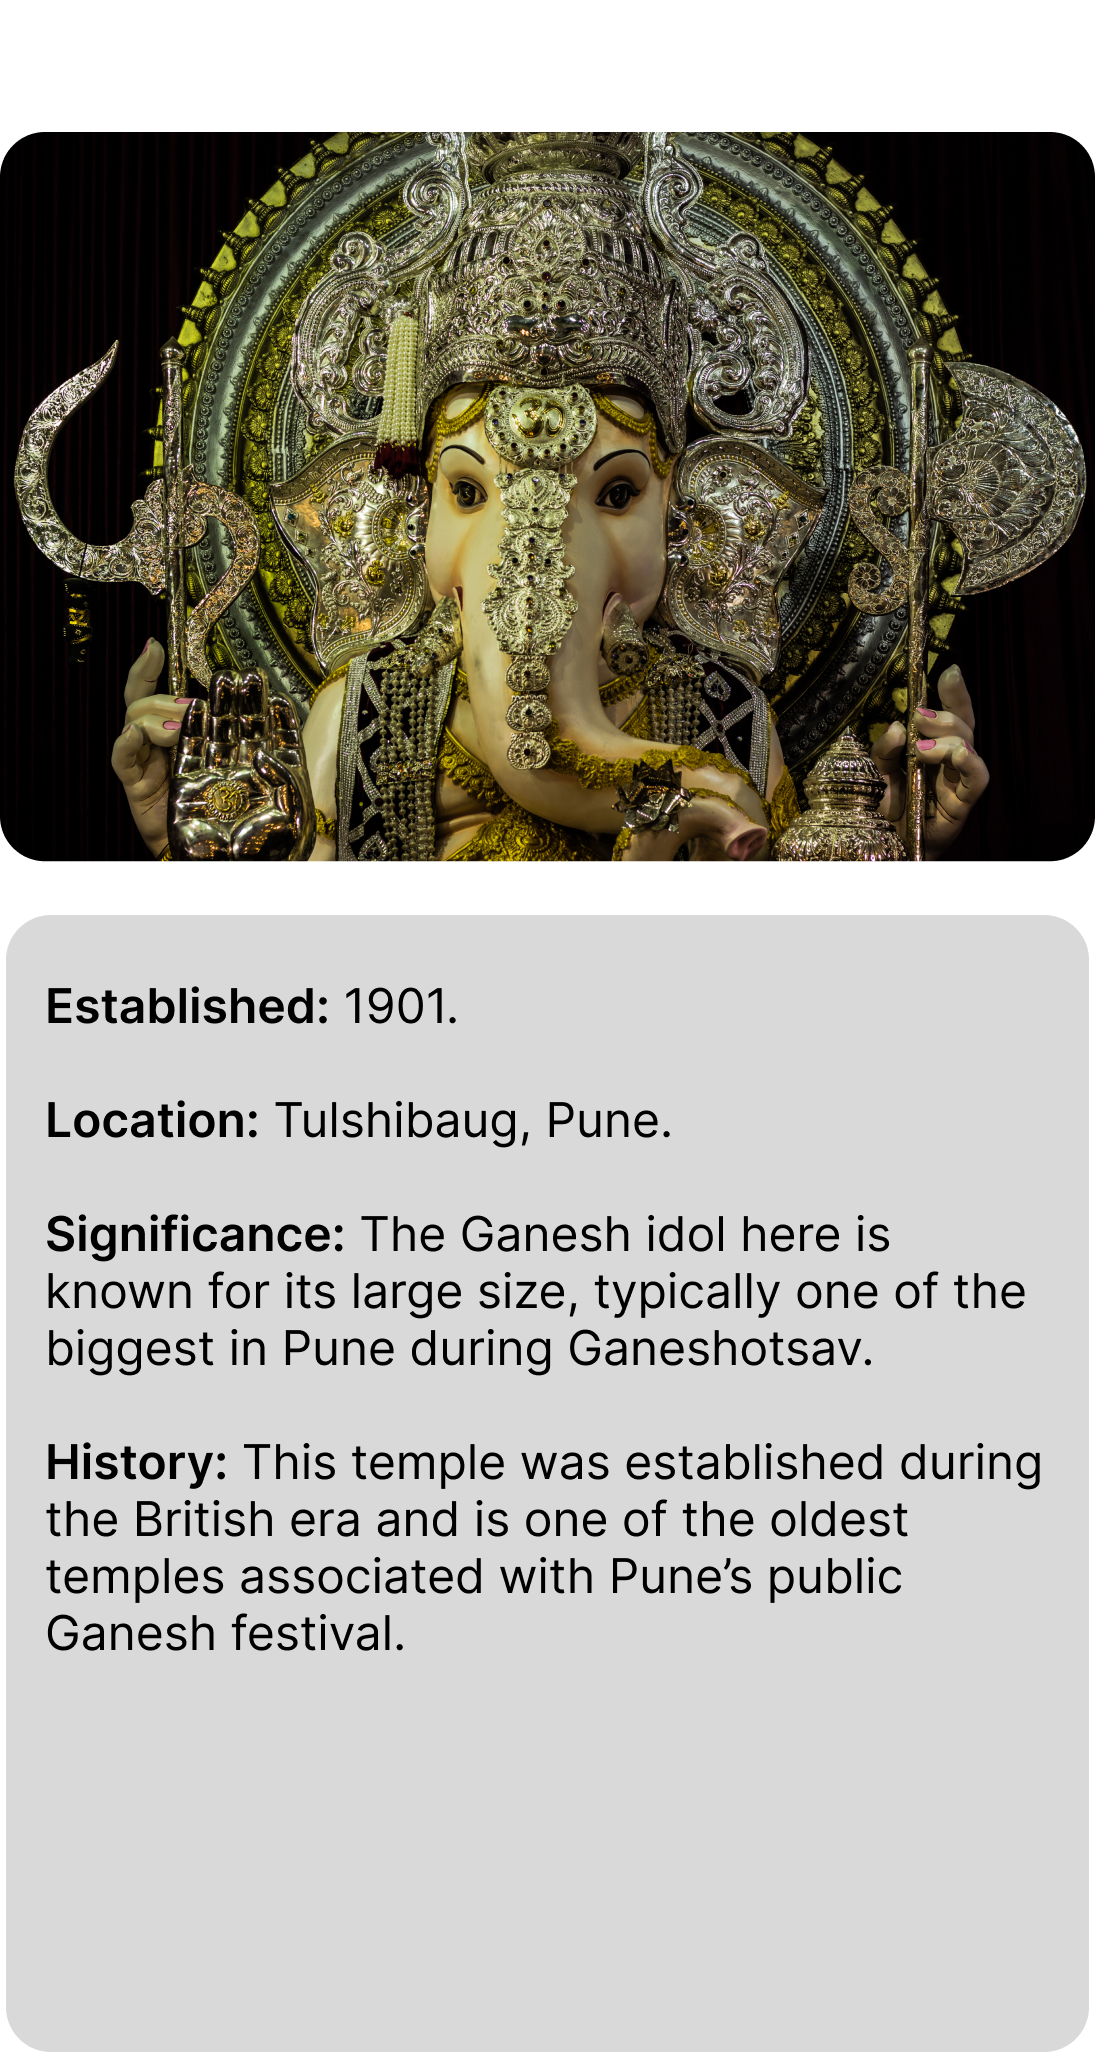 ॐ
ॐ
Established: 1901.
Location: Tulshibaug, Pune.
Significance: The Ganesh idol here is
known for its large size, typically one of the
biggest in Pune during Ganeshotsav.
History: This temple was established during
the British era and is one of the oldest
temples associated with Pune’s public
Ganesh festival.